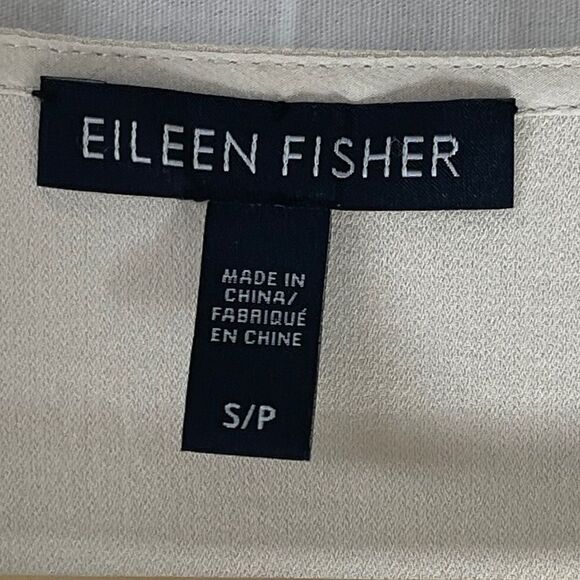 EILEEN FISHER
MADE IN
CHINA/
FABRIQUÉ
EN CHINE
S/P